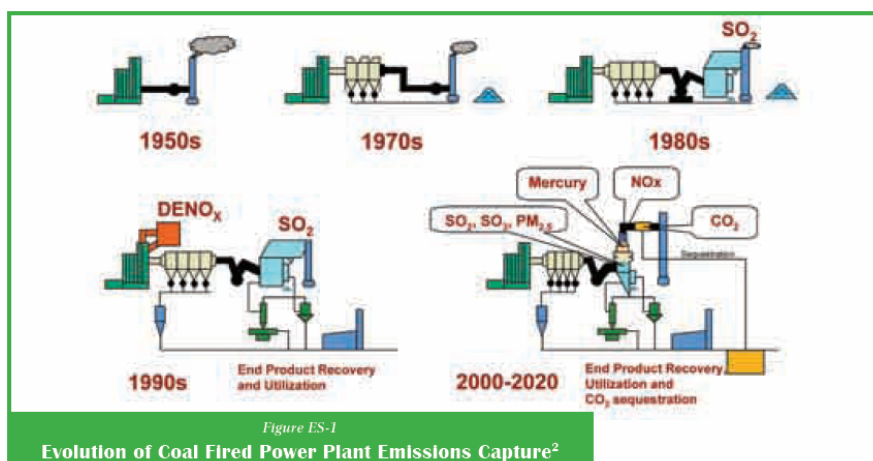 SO₂
1950s
1970s
1980s
DENOₓ
SO₂
End Product Recovery
and Utilization
1990s
Mercury
NOx
SO₂, SO₃, PM₂.₅
CO₂
Sequestration
2000-2020
End Product Recovery,
Utilization and
CO₂ sequestration
Figure ES-1
Evolution of Coal Fired Power Plant Emissions Capture²